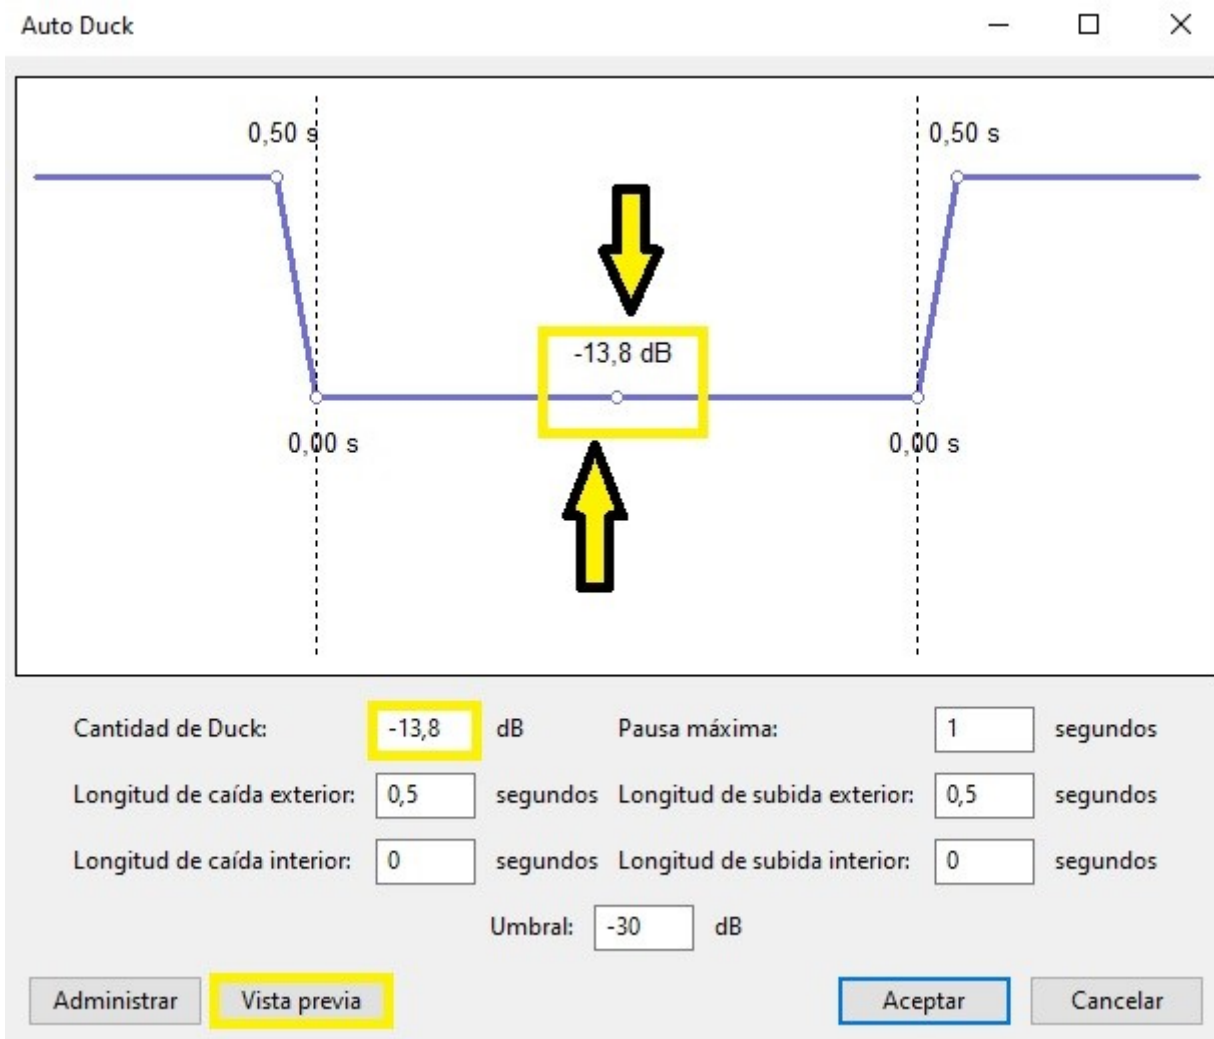 Auto Duck
0,50 s
0,50 s
-13,8 dB
0,00 s
0,00 s
Cantidad de Duck: -13,8 dB Pausa máxima: 1 segundos
Longitud de caída exterior: 0,5 segundos Longitud de subida exterior: 0,5 segundos
Longitud de caída interior: 0 segundos Longitud de subida interior: 0 segundos
Umbral: -30 dB
Administrar Vista previa Aceptar Cancelar